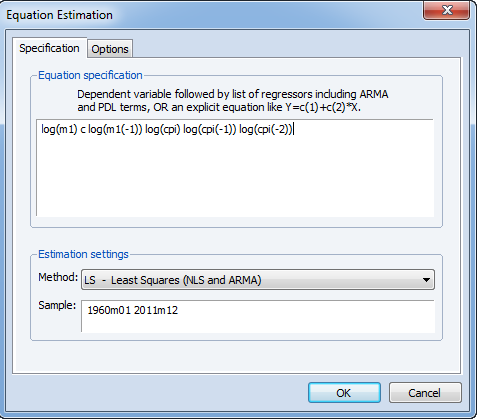 Equation Estimation
Specification
Options
Equation specification
Dependent variable followed by list of regressors including ARMA
and PDL terms, OR an explicit equation like Y=c(1)+c(2)*X.
log(m1) c log(m1(-1)) log(cpi) log(cpi(-1)) log(cpi(-2))
Estimation settings
Method: LS - Least Squares (NLS and ARMA)
Sample: 1960m01 2011m12
OK Cancel